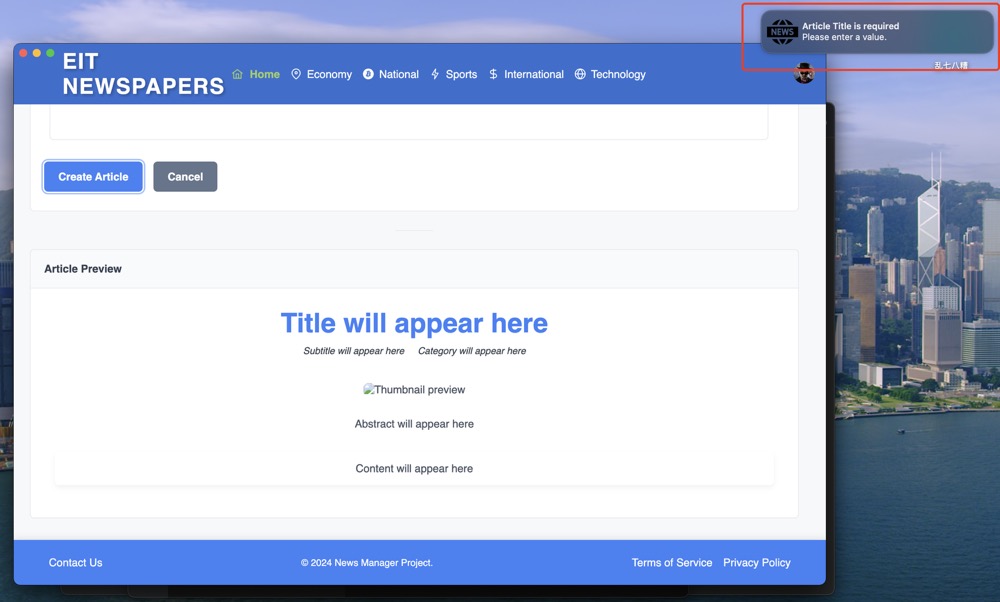 Article Title is required
Please enter a value.
NEWS
乱七八糟
EIT
NEWSPAPERS
Home
Economy
National
Sports
International
Technology
Create Article
Cancel
Article Preview
Title will appear here
Subtitle will appear here
Category will appear here
Thumbnail preview
Abstract will appear here
Content will appear here
Contact Us
© 2024 News Manager Project.
Terms of Service
Privacy Policy